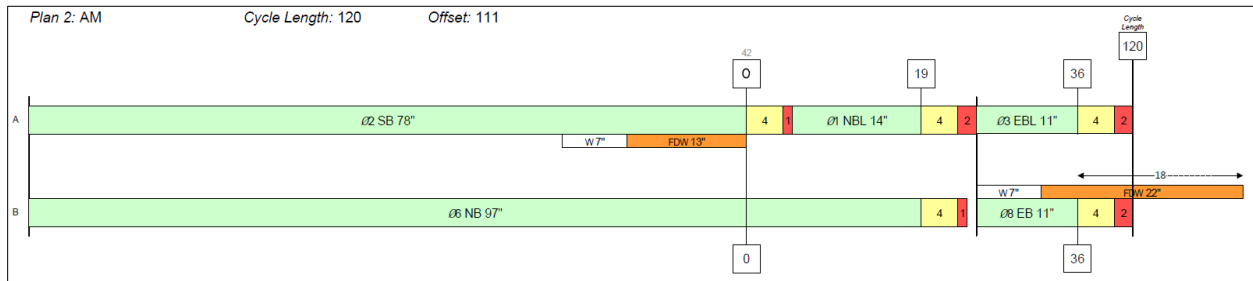 Plan 2: AM Cycle Length: 120 Offset: 111
Cycle
Length
120
42
0 19 36
A Ø2 SB 78" 4 1 Ø1 NBL 14" 4 2 Ø3 EBL 11" 4 2
W 7" FDW 13"
18
W 7" FDW 22"
B Ø6 NB 97" 4 1 Ø8 EB 11" 4 2
0 36